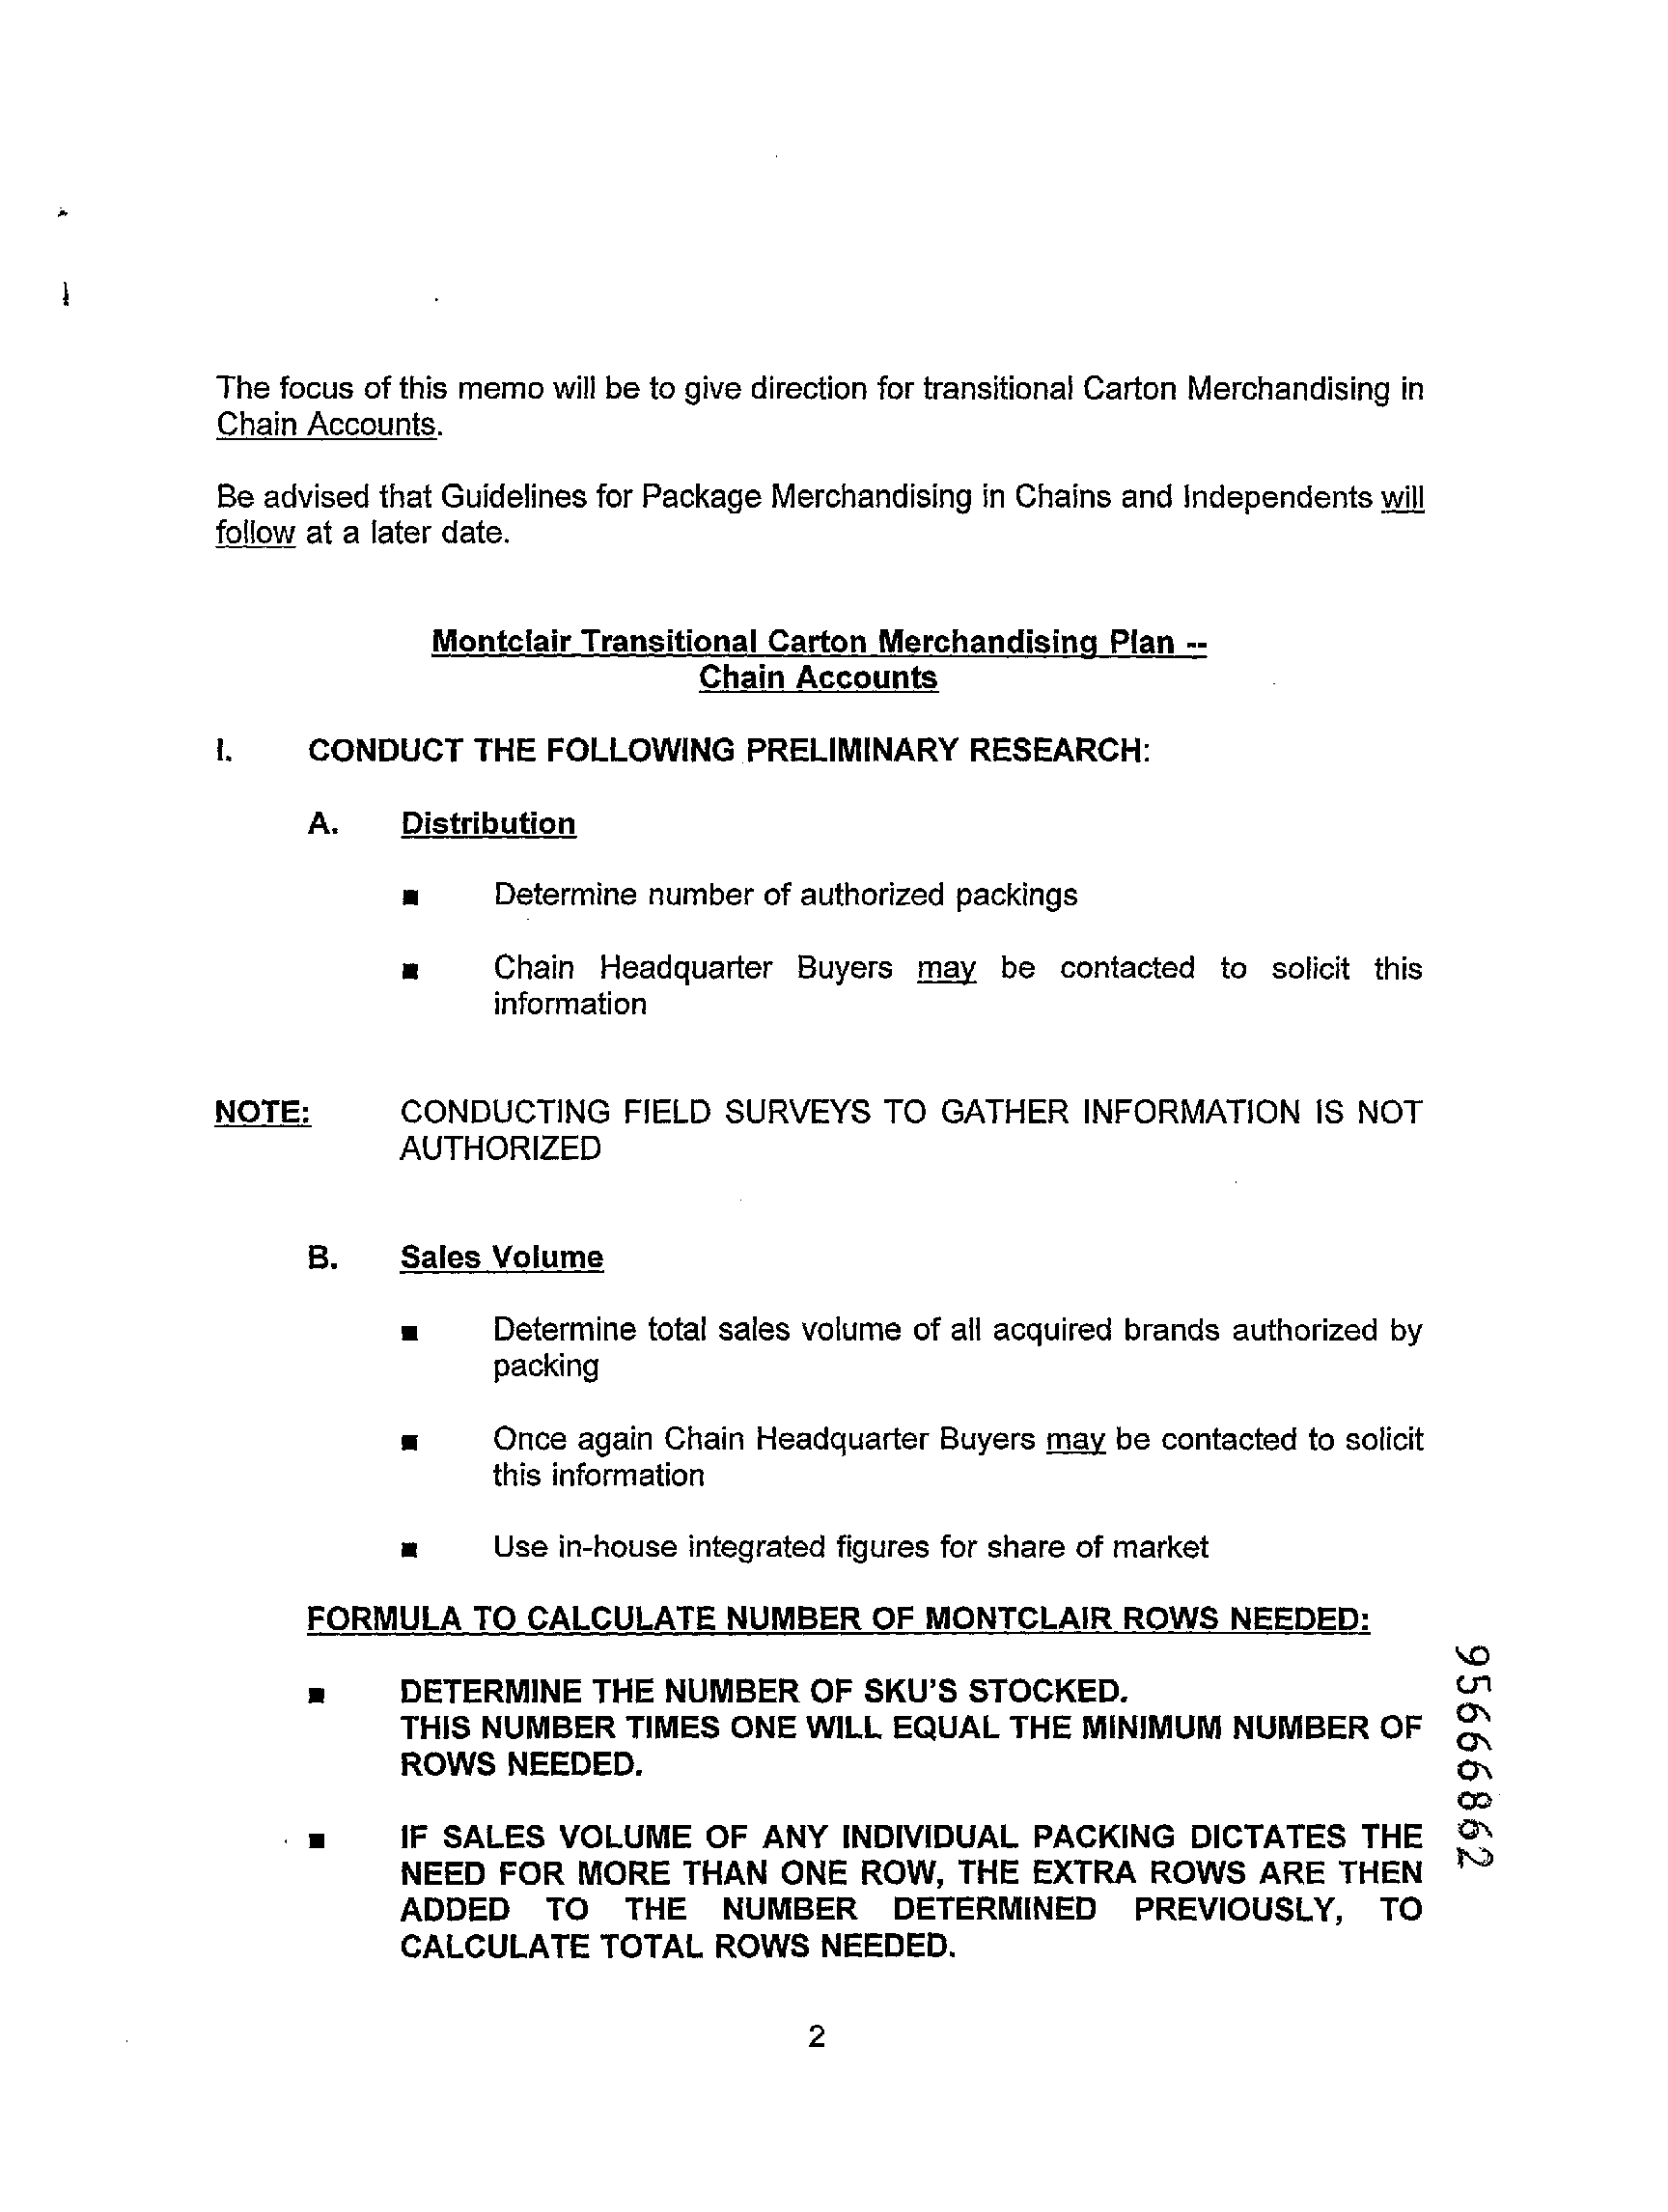 The focus of this memo will be to give direction for transitional Carton Merchandising in
Chain Accounts.
Be advised that Guidelines for Package Merchandising in Chains and Independents will
follow at a later date.
Montclair Transitional Carton Merchandising Plan --
Chain Accounts
I. CONDUCT THE FOLLOWING PRELIMINARY RESEARCH:
A. Distribution
■ Determine number of authorized packings
■ Chain Headquarter Buyers may be contacted to solicit this
information
NOTE: CONDUCTING FIELD SURVEYS TO GATHER INFORMATION IS NOT
AUTHORIZED
B. Sales Volume
■ Determine total sales volume of all acquired brands authorized by
packing
■ Once again Chain Headquarter Buyers may be contacted to solicit
this information
■ Use in-house integrated figures for share of market
FORMULA TO CALCULATE NUMBER OF MONTCLAIR ROWS NEEDED:
■ DETERMINE THE NUMBER OF SKU'S STOCKED.
THIS NUMBER TIMES ONE WILL EQUAL THE MINIMUM NUMBER OF
ROWS NEEDED.
■ IF SALES VOLUME OF ANY INDIVIDUAL PACKING DICTATES THE
NEED FOR MORE THAN ONE ROW, THE EXTRA ROWS ARE THEN
ADDED TO THE NUMBER DETERMINED PREVIOUSLY, TO
CALCULATE TOTAL ROWS NEEDED.
95666862
2